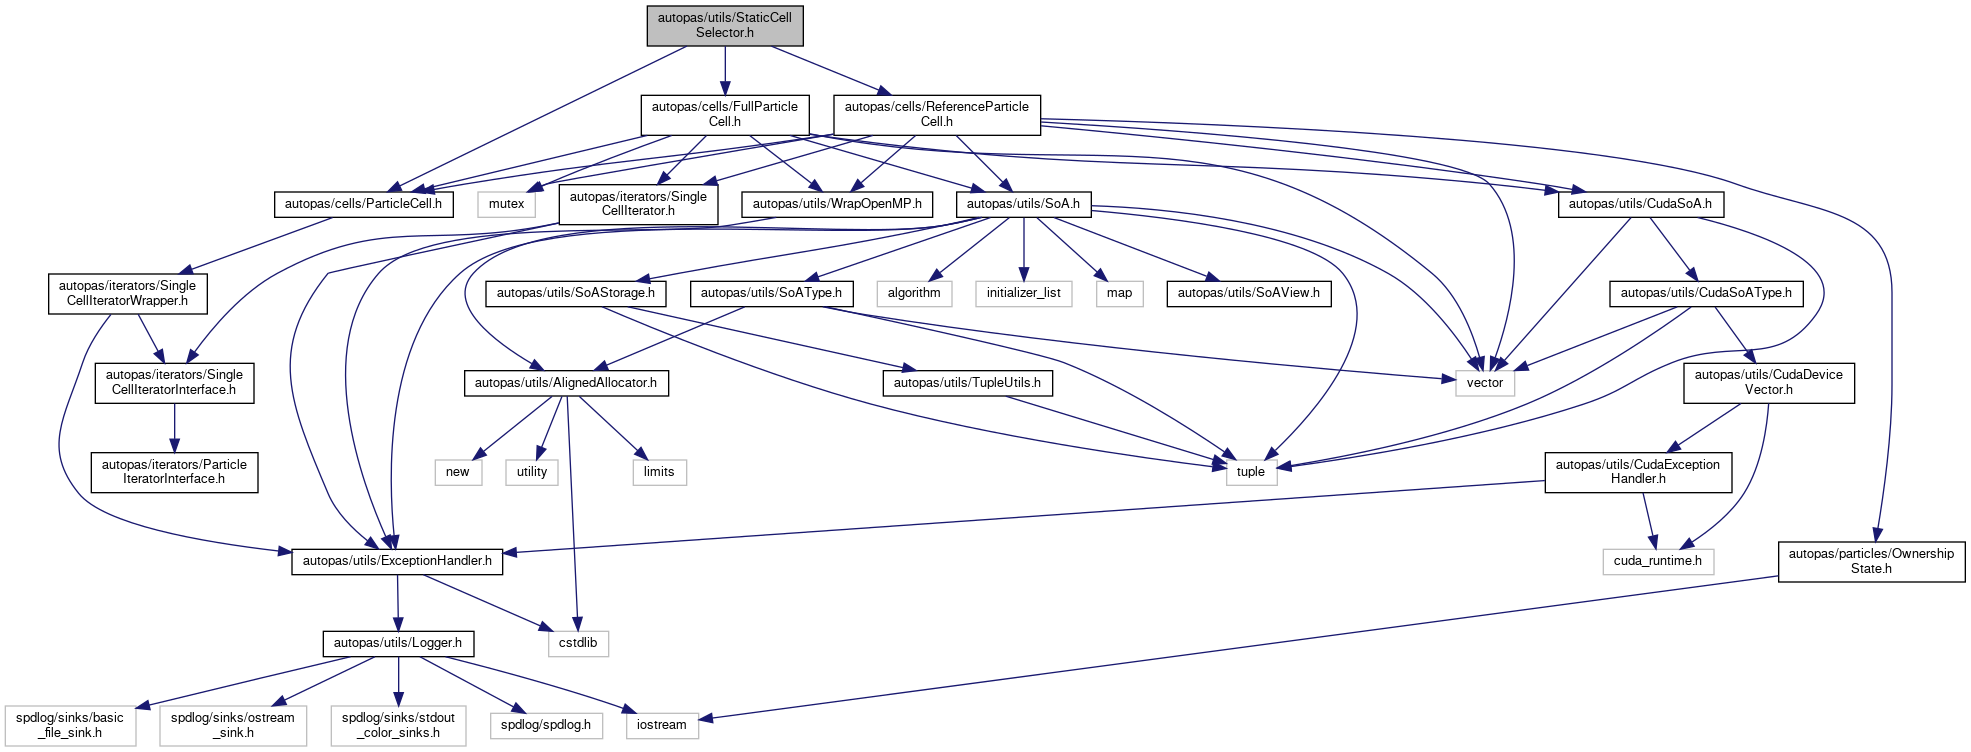 autopas/utils/StaticCell
Selector.h
autopas/cells/FullParticle
Cell.h
autopas/cells/ReferenceParticle
Cell.h
autopas/cells/ParticleCell.h
mutex
autopas/iterators/Single
CellIterator.h
autopas/utils/WrapOpenMP.h
autopas/utils/SoA.h
autopas/utils/CudaSoA.h
autopas/iterators/Single
CellIteratorWrapper.h
autopas/utils/SoAStorage.h
autopas/utils/SoAType.h
algorithm
initializer_list
map
autopas/utils/SoAView.h
autopas/utils/CudaSoAType.h
autopas/iterators/Single
CellIteratorInterface.h
autopas/utils/AlignedAllocator.h
autopas/utils/TupleUtils.h
vector
autopas/utils/CudaDevice
Vector.h
autopas/iterators/Particle
IteratorInterface.h
new
utility
limits
tuple
autopas/utils/CudaException
Handler.h
autopas/utils/ExceptionHandler.h
cuda_runtime.h
autopas/particles/Ownership
State.h
autopas/utils/Logger.h
cstdlib
spdlog/sinks/basic
_file_sink.h
spdlog/sinks/ostream
_sink.h
spdlog/sinks/stdout
_color_sinks.h
spdlog/spdlog.h
iostream